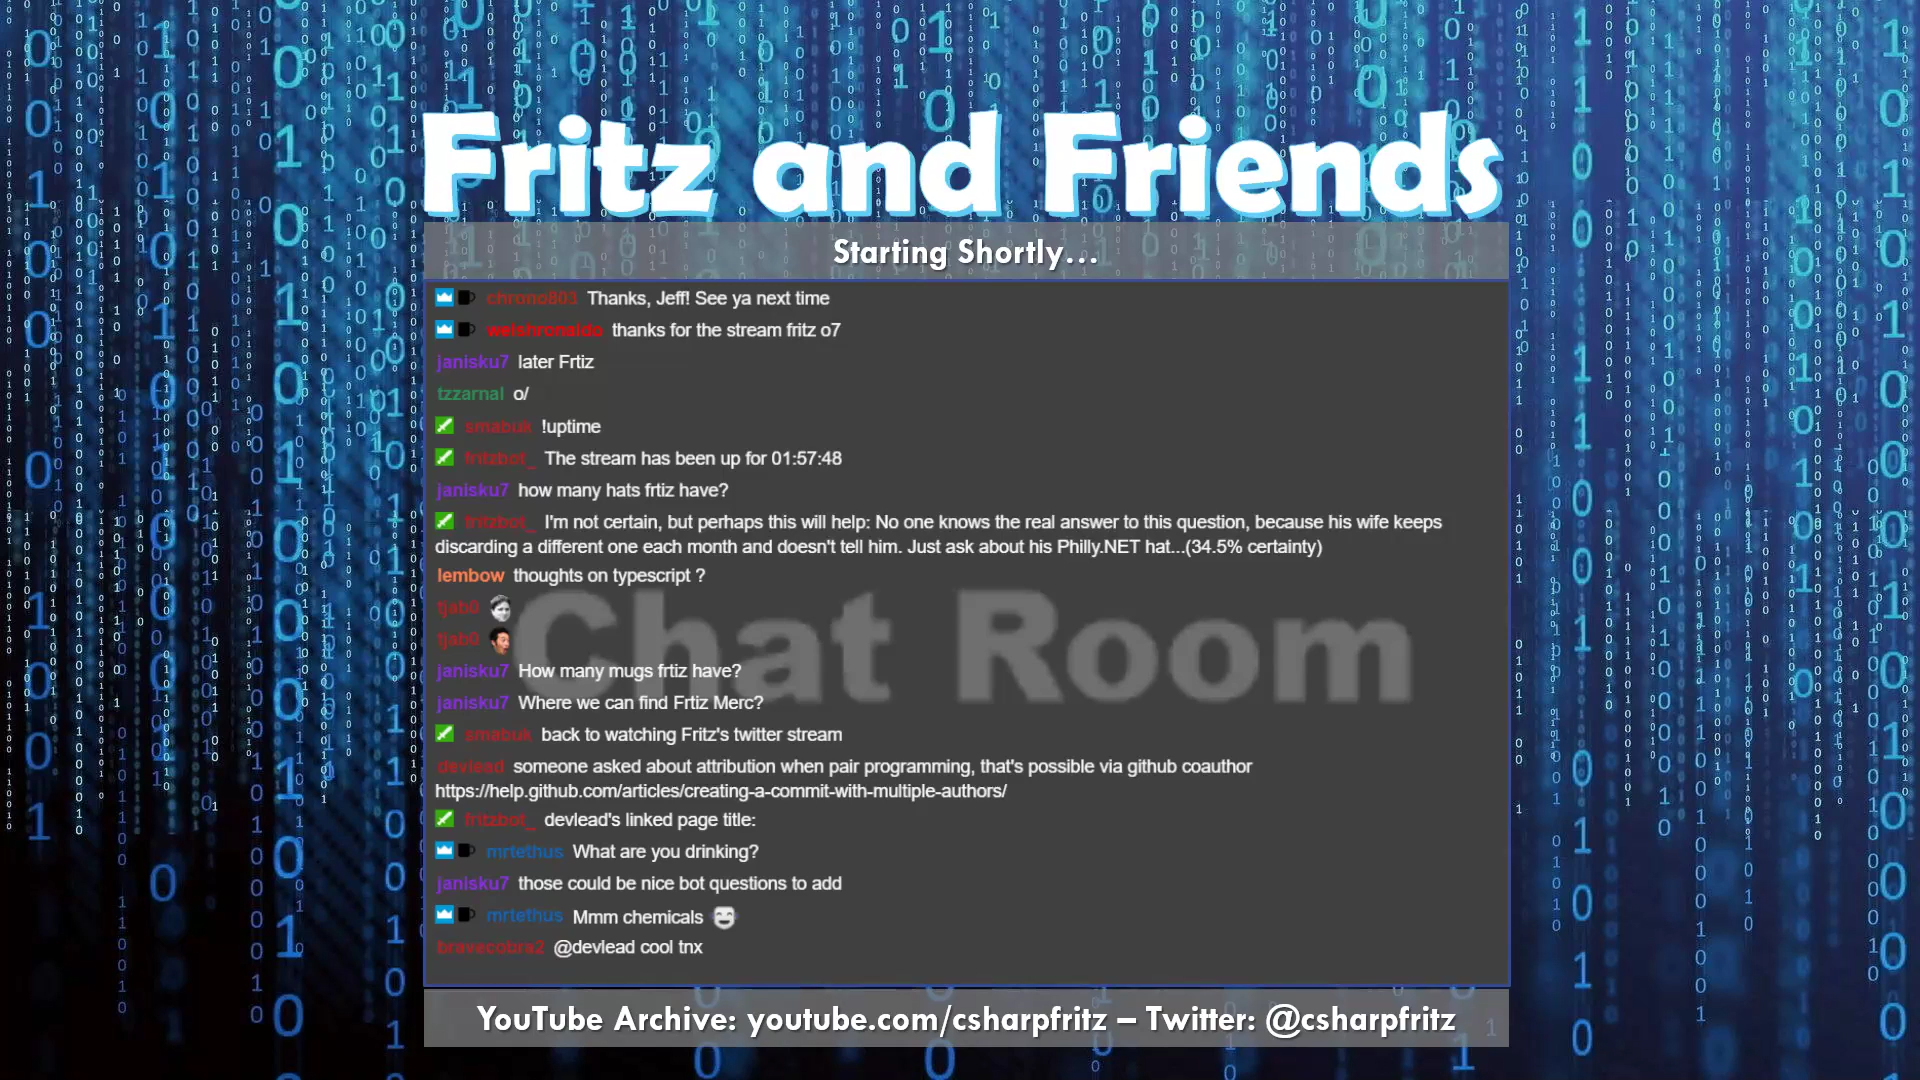 Fritz and Friends
Starting Shortly...
chrono803 Thanks, Jeff! See ya next time
welshronaldo thanks for the stream fritz o7
janisku7 later Frtiz
tzzarnal o/
smabuk !uptime
fritzbot_ The stream has been up for 01:57:48
janisku7 how many hats frtiz have?
fritzbot_ I'm not certain, but perhaps this will help: No one knows the real answer to this question, because his wife keeps
discarding a different one each month and doesn't tell him. Just ask about his Philly.NET hat...(34.5% certainty)
lembow thoughts on typescript ?
tjab0
Chat Room
tjab0
janisku7 How many mugs frtiz have?
janisku7 Where we can find Frtiz Merc?
smabuk back to watching Fritz's twitter stream
devlead someone asked about attribution when pair programming, that's possible via github coauthor
https://help.github.com/articles/creating-a-commit-with-multiple-authors/
fritzbot_ devlead's linked page title:
mrtethus What are you drinking?
janisku7 those could be nice bot questions to add
mrtethus Mmm chemicals
bravecobra2 @devlead cool tnx
YouTube Archive: youtube.com/csharpfritz – Twitter: @csharpfritz